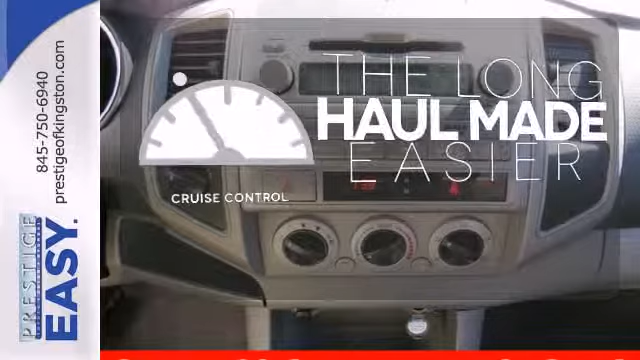 845-750-6940
prestigeofkingston.com
PRESTIGE
EASY.
THE LONG
HAUL MADE
EASIER
CRUISE CONTROL